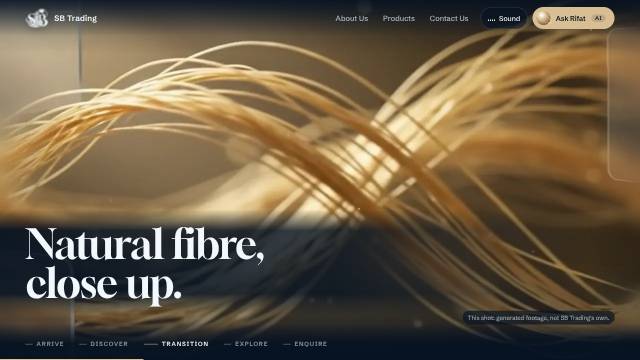 SB Trading
About Us
Products
Contact Us
Sound
Ask Rifat
AI
Natural fibre,
close up.
This shot: generated footage, not SB Trading's own.
ARRIVE
DISCOVER
TRANSITION
EXPLORE
ENQUIRE